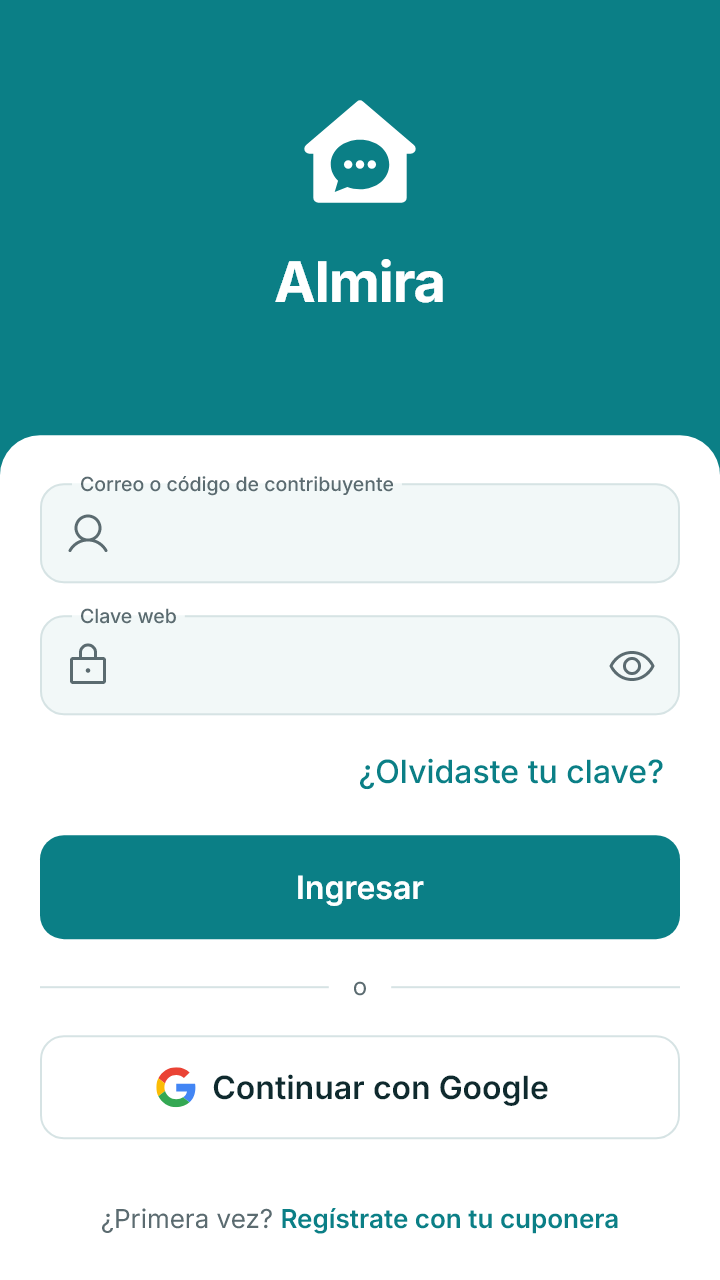 Almira
Correo o código de contribuyente
Clave web
¿Olvidaste tu clave?
Ingresar
o
Continuar con Google
¿Primera vez? Regístrate con tu cuponera